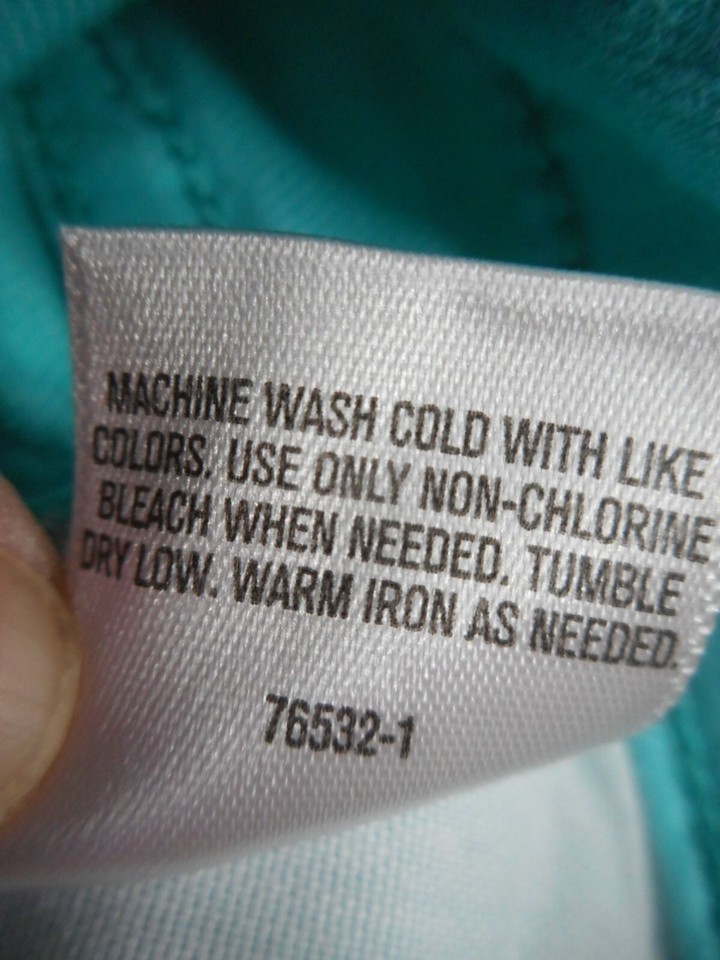 MACHINE WASH COLD WITH LIKE
COLORS. USE ONLY NON-CHLORINE
BLEACH WHEN NEEDED. TUMBLE
DRY LOW. WARM IRON AS NEEDED.
76532-1